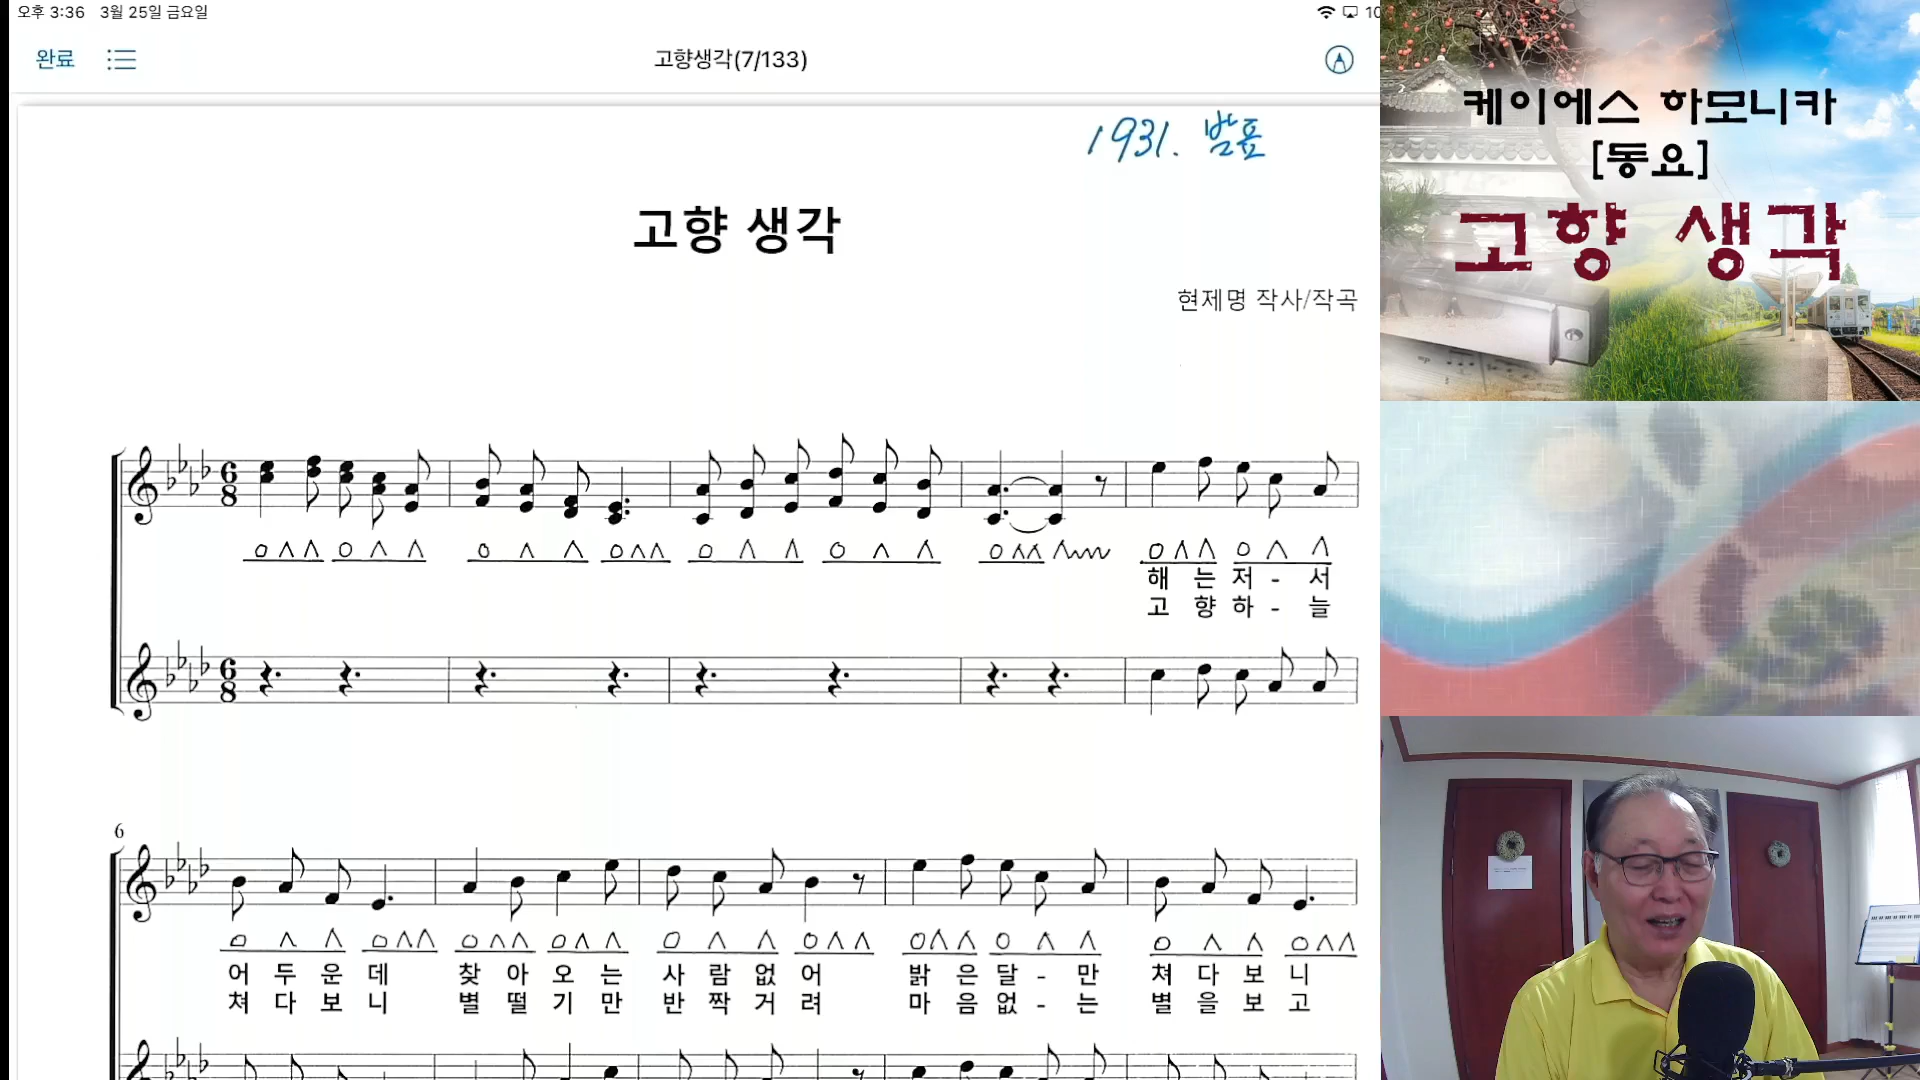 오후 3:36 3월 25일 금요일
완료
고향생각(7/133)
1931. 발표
고향 생각
현제명 작사/작곡
6
8
해 는 저 - 서
고 향 하 - 늘
6
8
6
어 두 운 데 찾 아 오 는 사 람 없 어 밝 은 달 - 만 쳐 다 보 니
쳐 다 보 니 별 떨 기 만 반 짝 거 려 마 음 없 - 는 별 을 보 고
케이에스 하모니카
[동요]
고향 생각